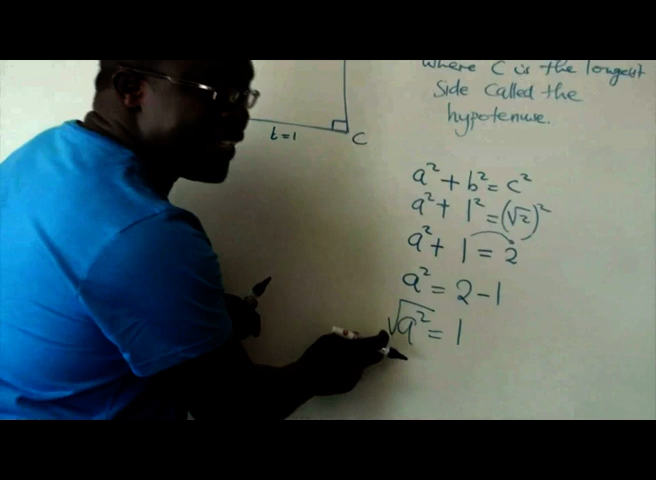 where C is the longest
side called the
hypotenuse.
b=1
C
a² + b² = c²
a² + 1² = (√2)²
a² + 1 = 2
a² = 2-1
√a² = 1